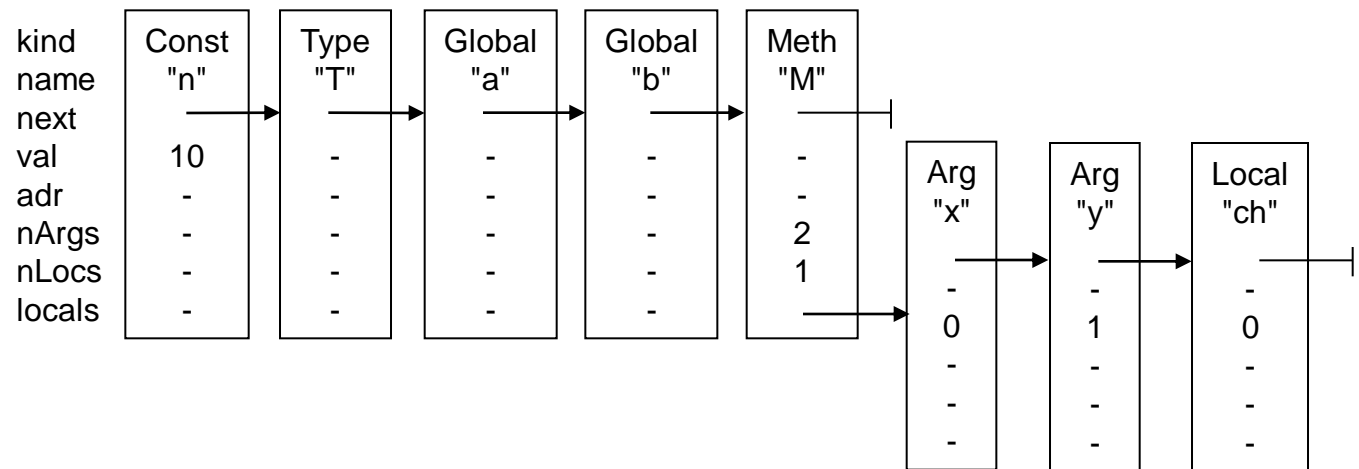 kind Const Type Global Global Meth
name "n" "T" "a" "b" "M"
next
val 10 - - - -
adr - - - - -
nArgs - - - - 2
nLocs - - - - 1
locals - - - -
Arg Arg Local
"x" "y" "ch"
- - -
0 1 0
- - -
- - -
- - -